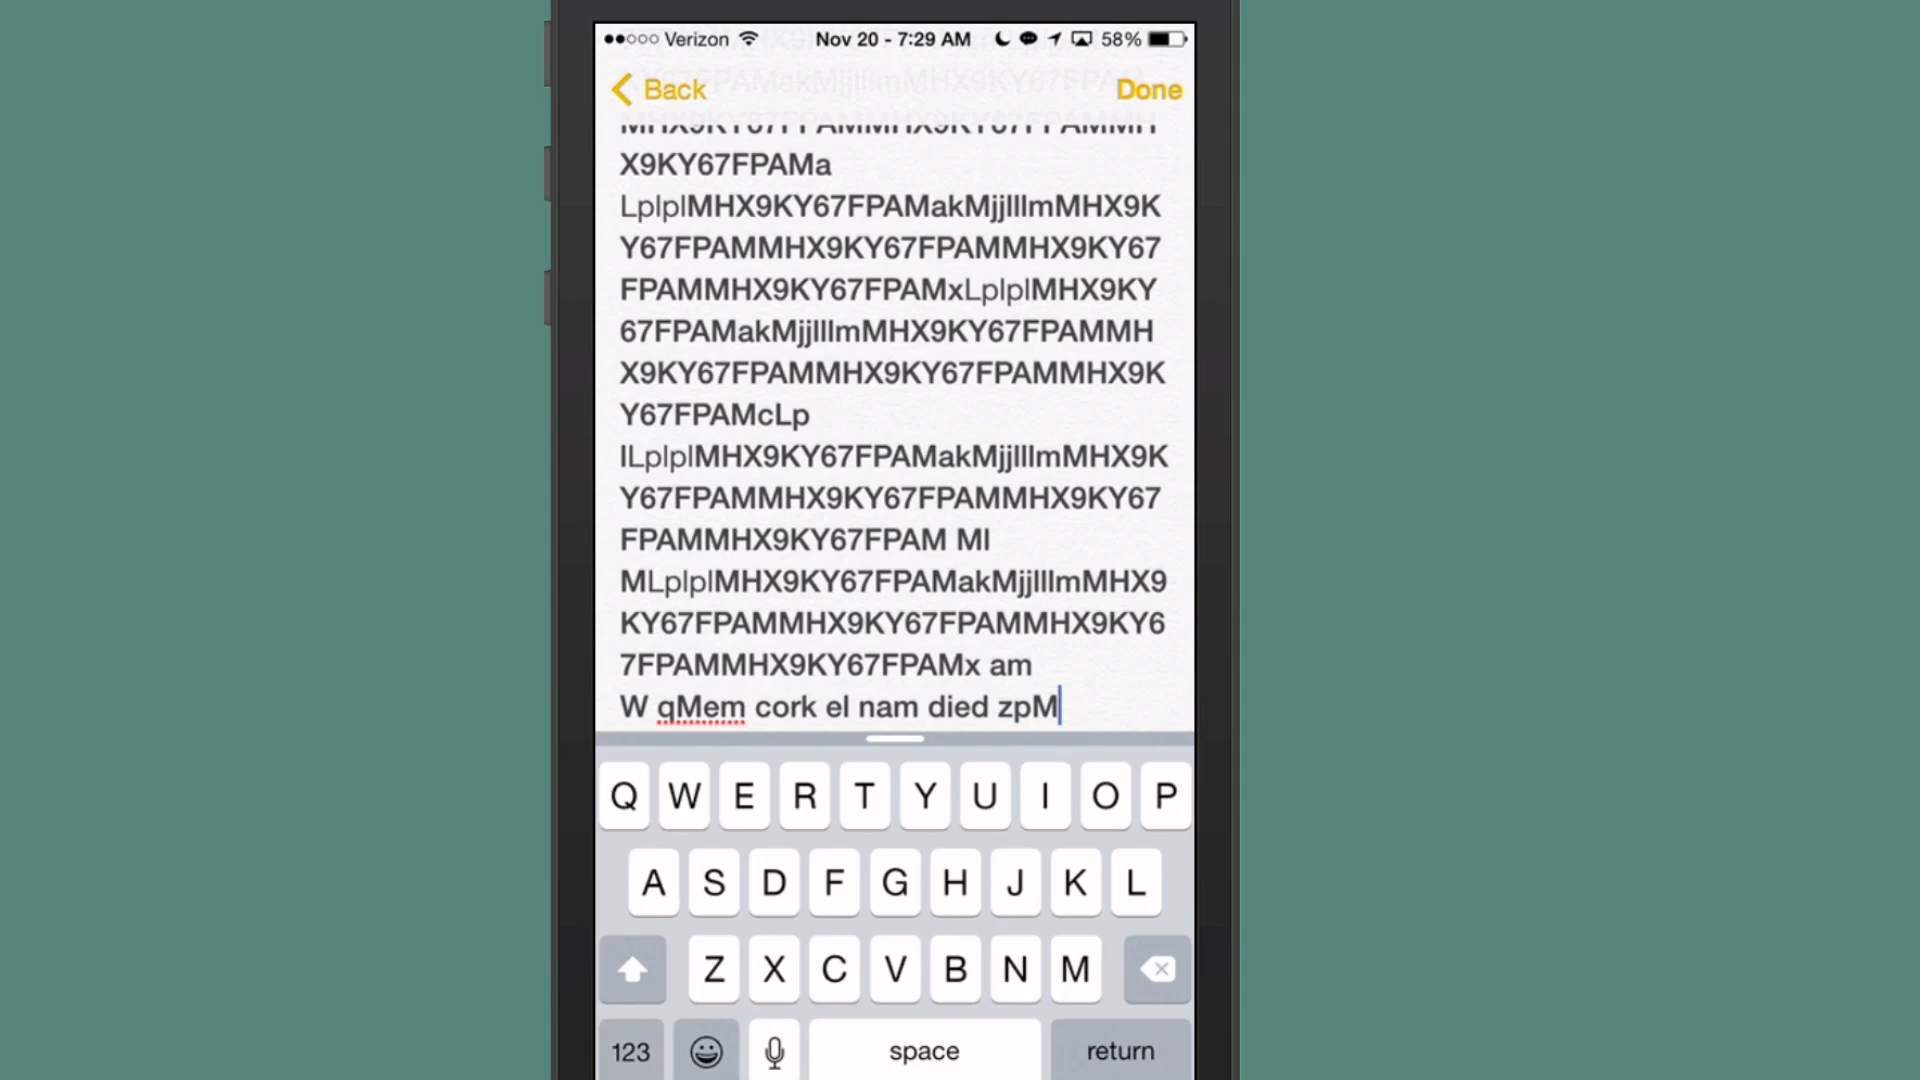 Verizon Nov 20 - 7:29 AM 58%
Back Done
MHX9KY67FPAMMHX9KY67FPAMMH
X9KY67FPAMa
LplplMHX9KY67FPAMakMjjlllmMHX9K
Y67FPAMMHX9KY67FPAMMHX9KY67
FPAMMHX9KY67FPAMxLplplMHX9KY
67FPAMakMjjlllmMHX9KY67FPAMMH
X9KY67FPAMMHX9KY67FPAMMHX9K
Y67FPAMcLp
lLplplMHX9KY67FPAMakMjjlllmMHX9K
Y67FPAMMHX9KY67FPAMMHX9KY67
FPAMMHX9KY67FPAM Ml
MLplplMHX9KY67FPAMakMjjlllmMHX9
KY67FPAMMHX9KY67FPAMMHX9KY6
7FPAMMHX9KY67FPAMx am
W qMem cork el nam died zpM
Q W E R T Y U I O P
A S D F G H J K L
Z X C V B N M
123 space return